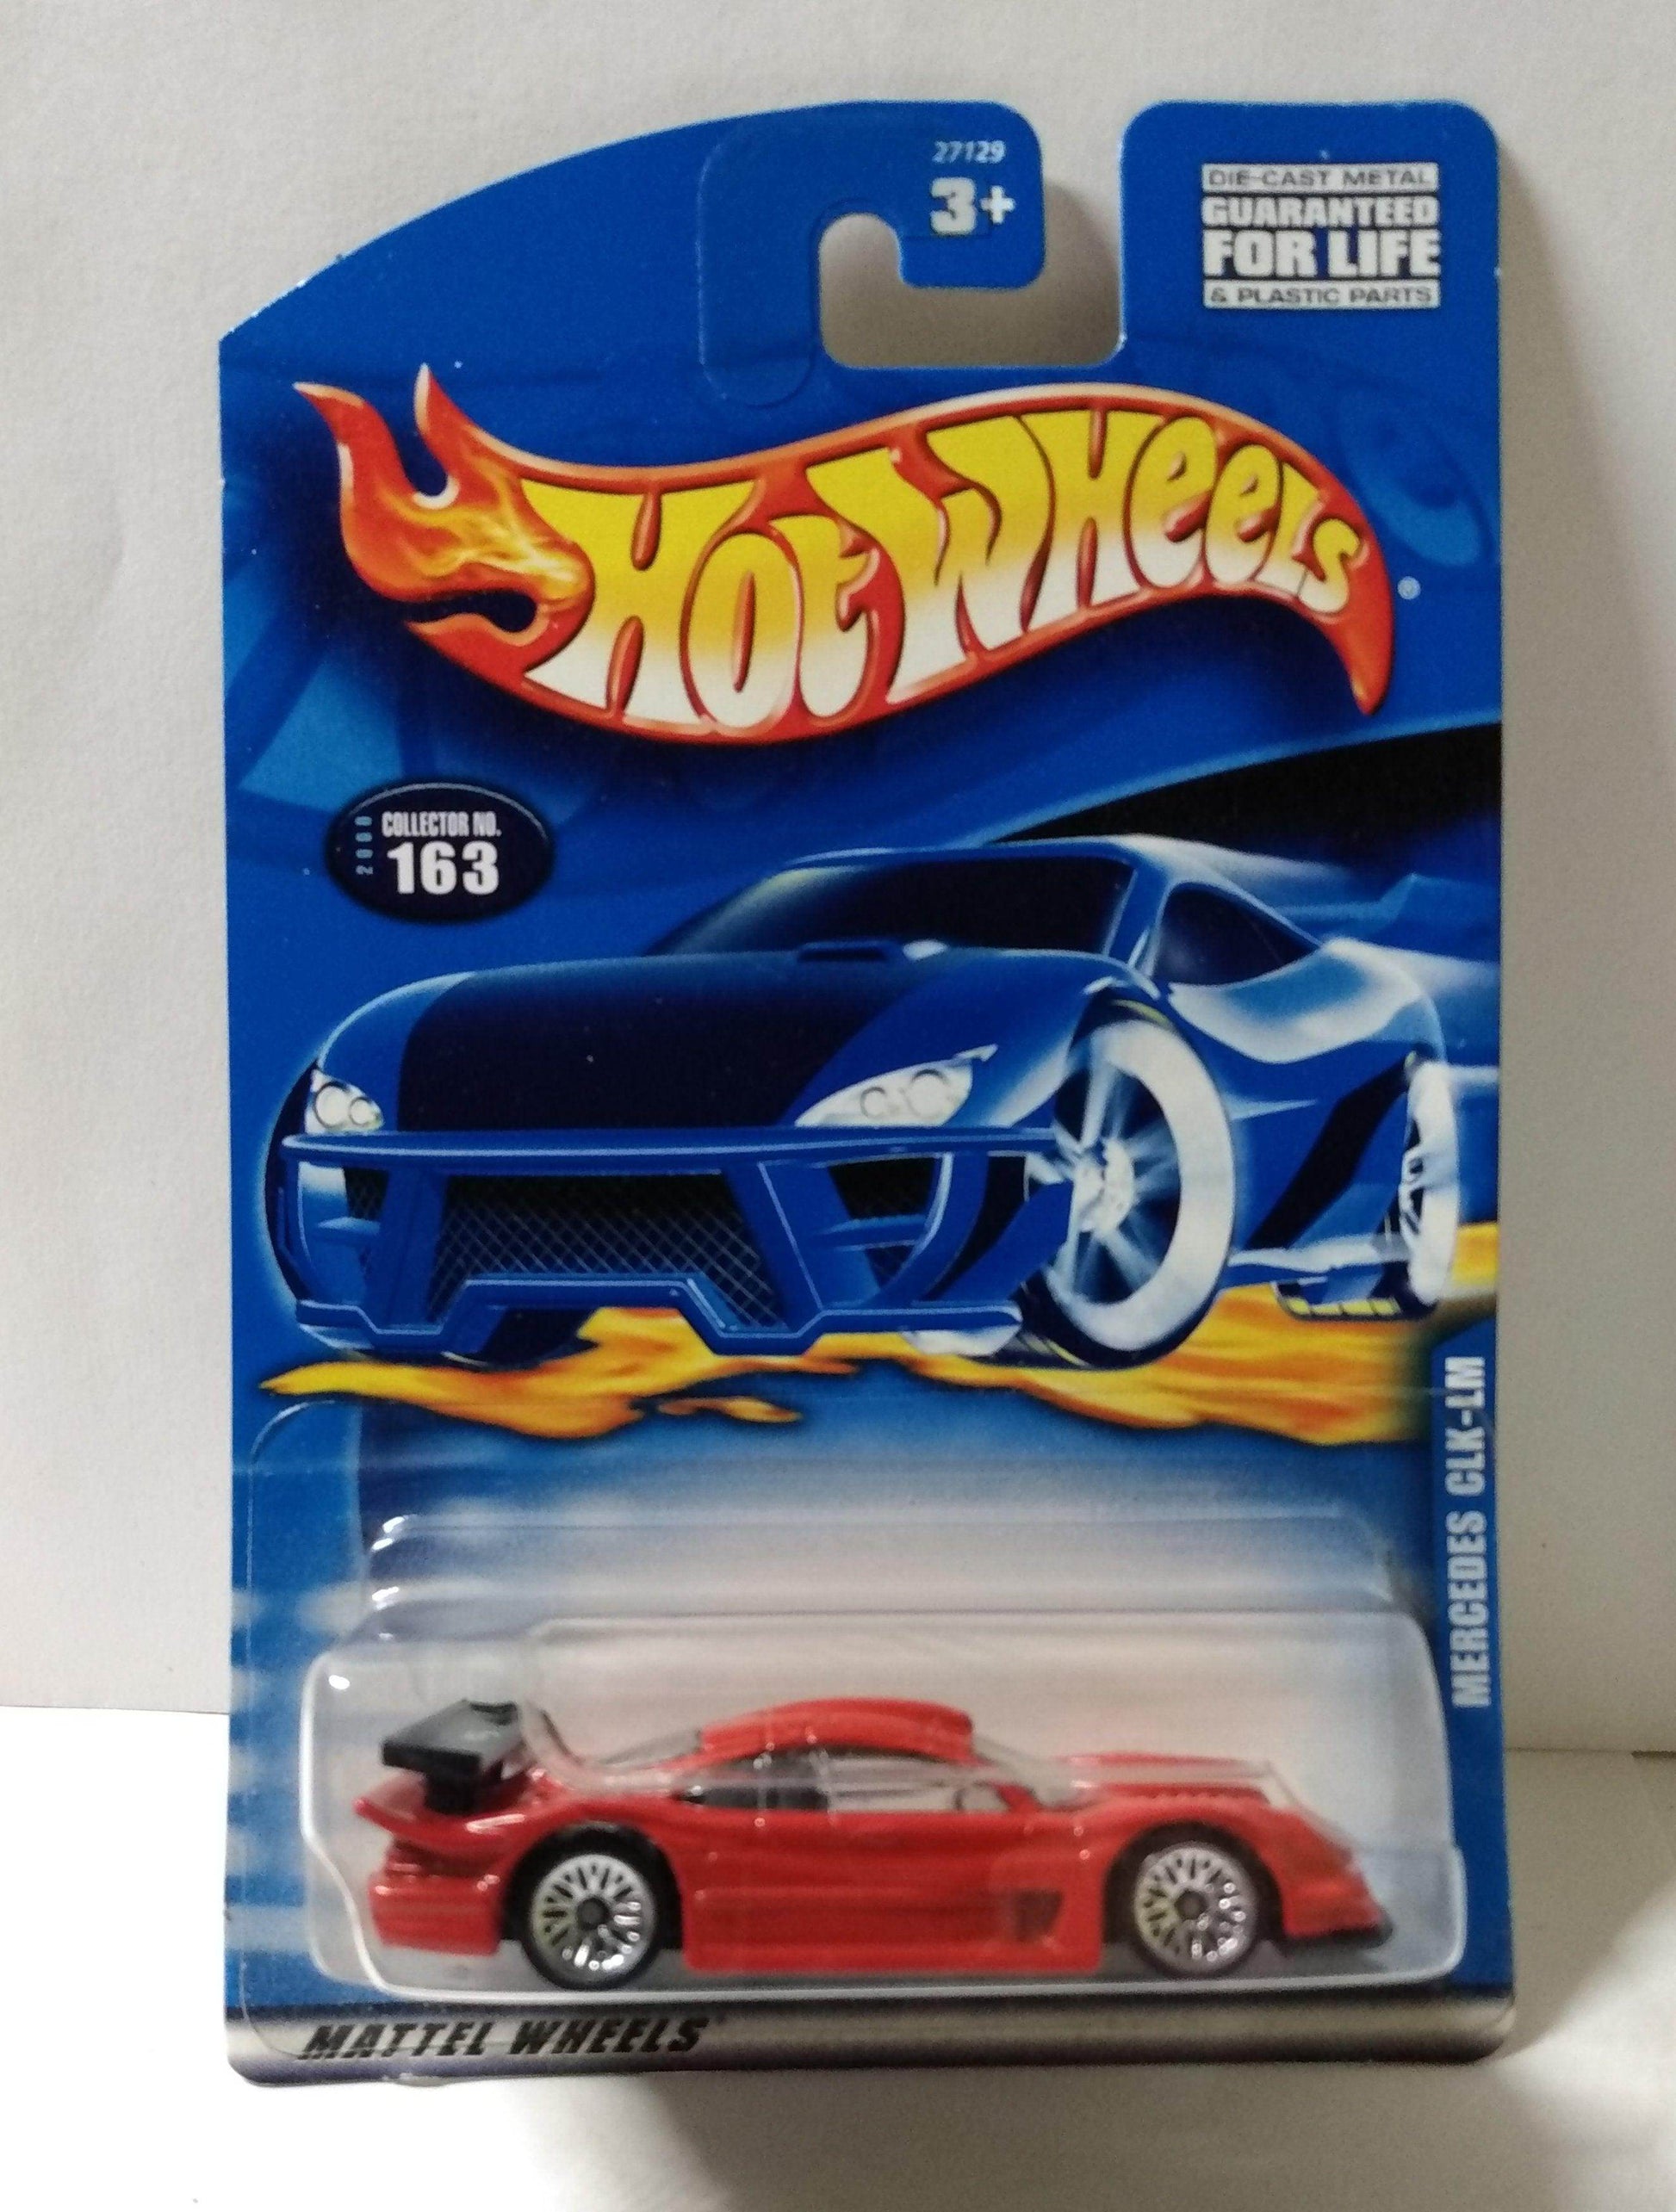 27129
3+
DIE-CAST METAL
GUARANTEED
FOR LIFE
& PLASTIC PARTS
Hot Wheels ®
2000
COLLECTOR NO.
163
MERCEDES CLK-LM
MATTEL WHEELS